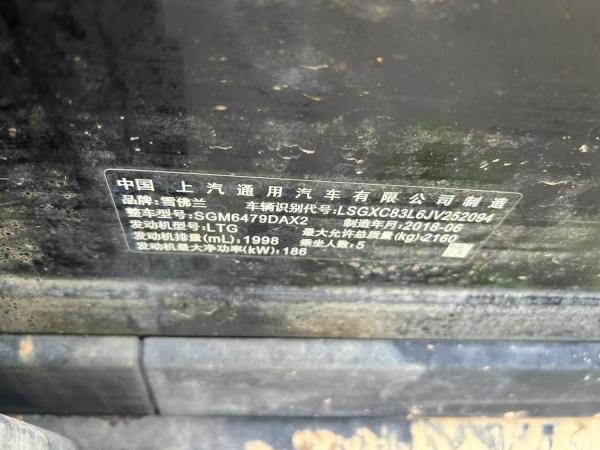 中国 上汽通用汽车有限公司制造
品牌:雪佛兰 车辆识别代号:LSGXC83L6JV252094
整车型号:SGM6479DAX2 制造年月:2018-06
发动机型号:LTG 最大允许总质量(kg):2160
发动机排量(mL):1998 乘坐人数:5
发动机最大净功率(kW):186